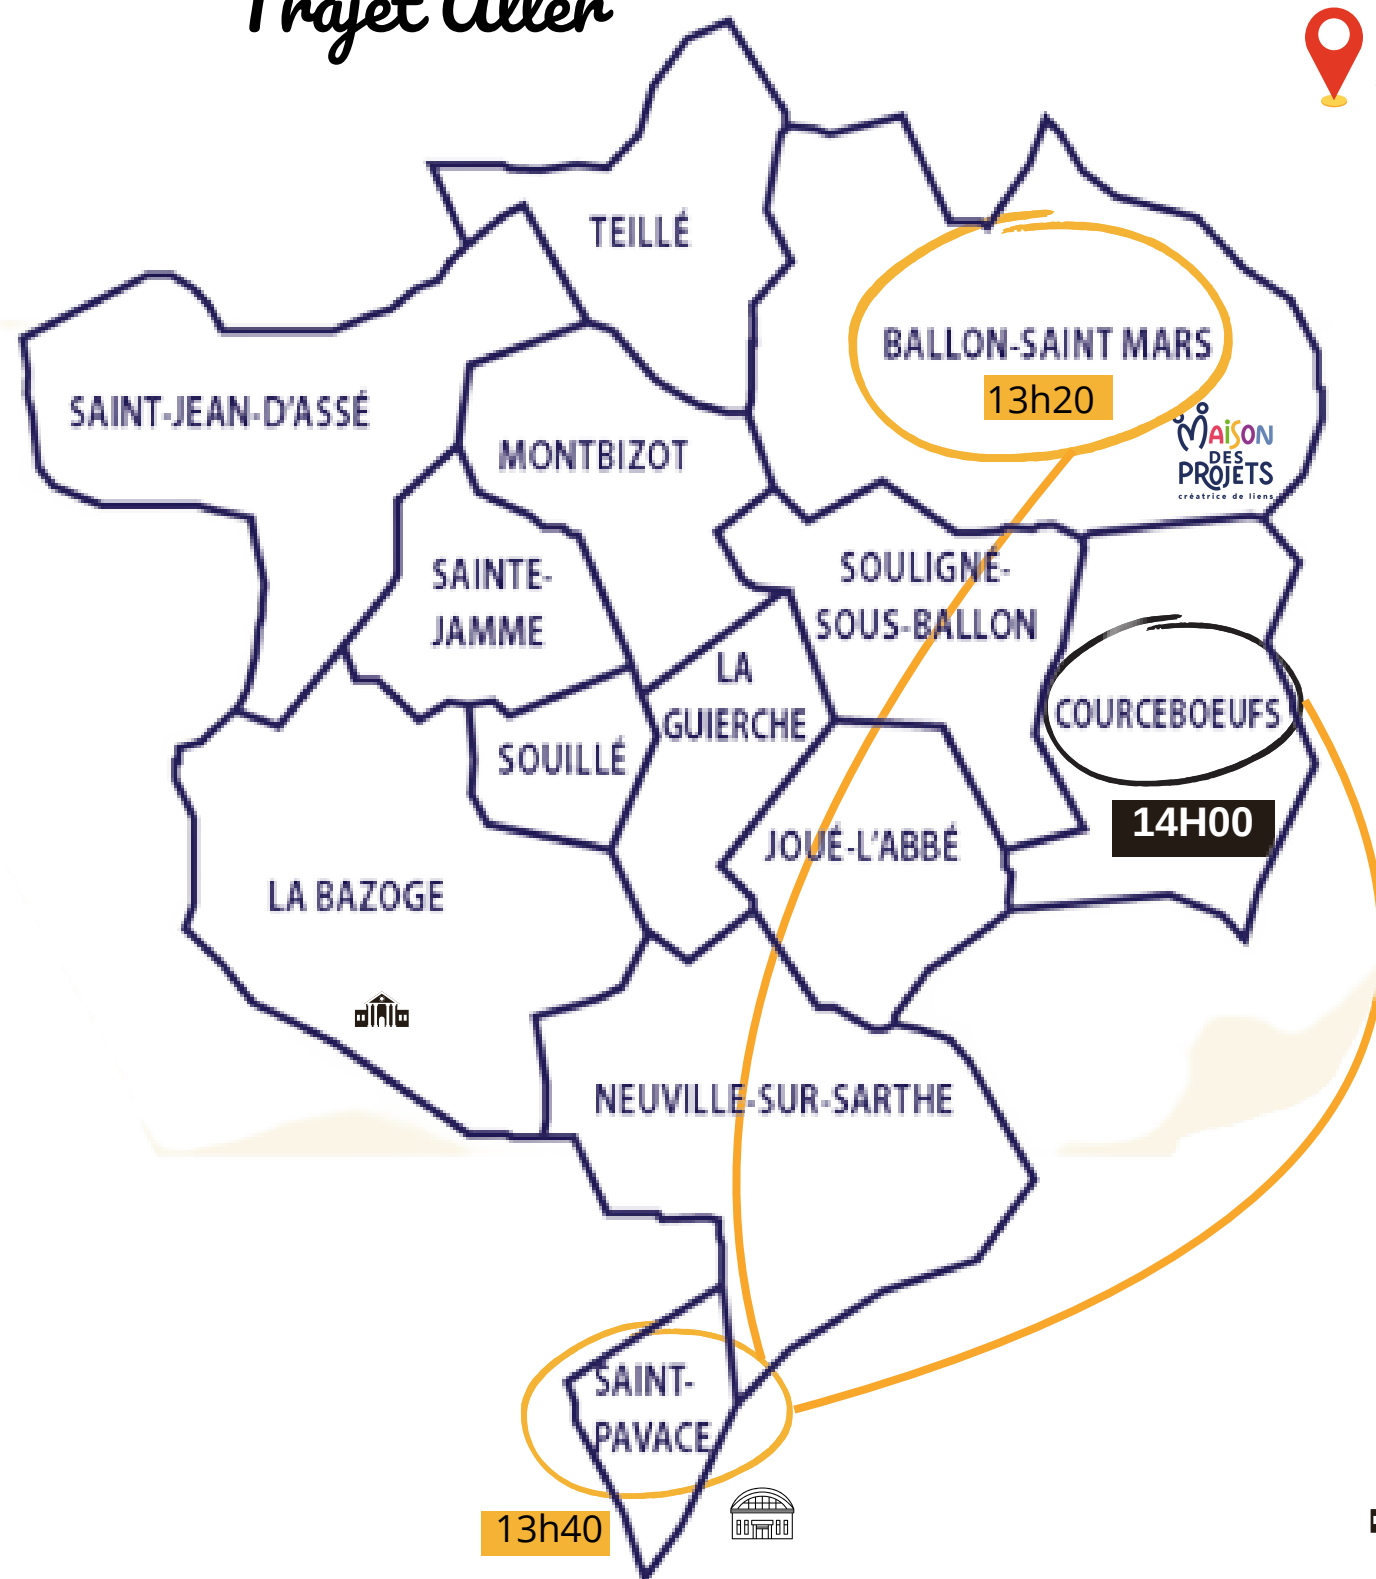 Trajet Aller
TEILLÉ
BALLON-SAINT MARS
13h20
SAINT-JEAN-D'ASSÉ
MAiSON
DES
PROJETS
créatrice de liens
MONTBIZOT
SAINTE-
JAMME
SOULIGNÉ-
SOUS-BALLON
LA
GUIERCHE
COURCEBOEUFS
SOUILLÉ
14H00
JOUÉ-L'ABBÉ
LA BAZOGE
NEUVILLE-SUR-SARTHE
SAINT-
PAVACE
13h40